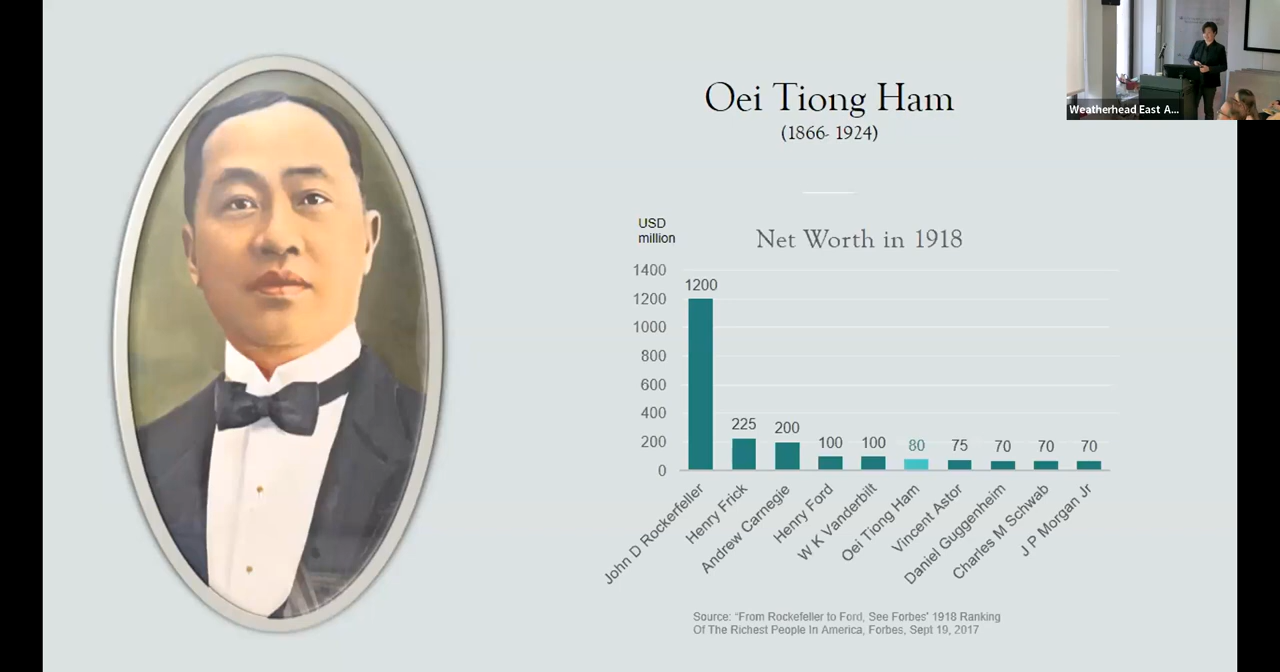 Oei Tiong Ham
(1866- 1924)
Weatherhead East A...
USD
million
Net Worth in 1918
1400
1200
1000
800
600
400
200
0
1200
225
200
100
100
80
75
70
70
70
John D Rockerfeller
Henry Frick
Andrew Carnegie
Henry Ford
W K Vanderbilt
Oei Tiong Ham
Vincent Astor
Daniel Guggenheim
Charles M Schwab
J P Morgan Jr
Source: “From Rockefeller to Ford, See Forbes’ 1918 Ranking
Of The Richest People In America, Forbes, Sept 19, 2017